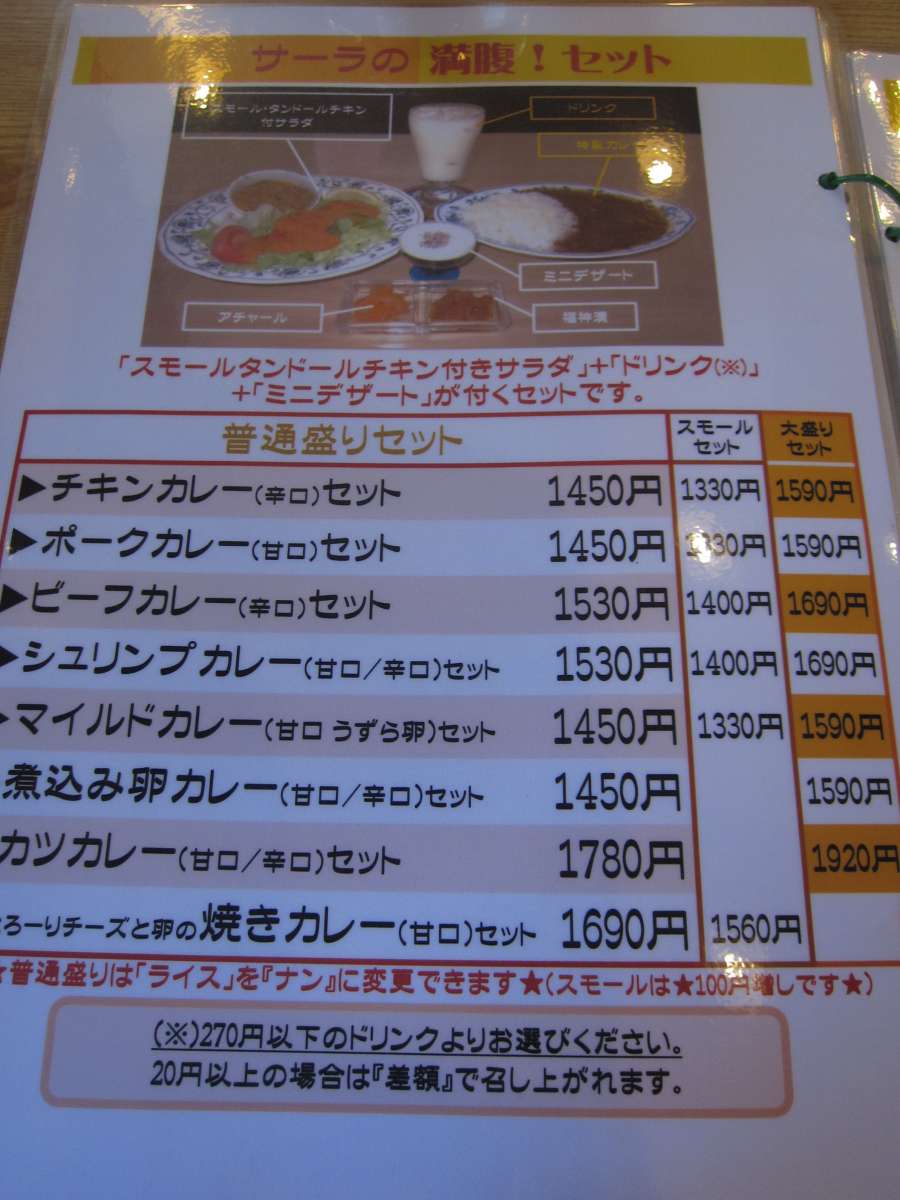 サーラの 満腹！セット
スモール・タンドールチキン
付サラダ
ドリンク
特製カレー
ミニデザート
アチャール
福神漬
「スモールタンドールチキン付きサラダ」+「ドリンク(※)」
+「ミニデザート」が付くセットです。
普通盛りセット スモールセット 大盛りセット
▶チキンカレー(辛口)セット 1450円 1330円 1590円
▶ポークカレー(甘口)セット 1450円 1330円 1590円
▶ビーフカレー(辛口)セット 1530円 1400円 1690円
▶シュリンプカレー(甘口/辛口)セット 1530円 1400円 1690円
▶マイルドカレー(甘口 うずら卵)セット 1450円 1330円 1590円
煮込み卵カレー(甘口/辛口)セット 1450円 1590円
カツカレー(甘口/辛口)セット 1780円 1920円
ろーりチーズと卵の焼きカレー(甘口)セット 1690円 1560円
★普通盛りは「ライス」を『ナン』に変更できます★(スモールは★100円増しです★)
(※)270円以下のドリンクよりお選びください。
20円以上の場合は『差額』で召し上がれます。